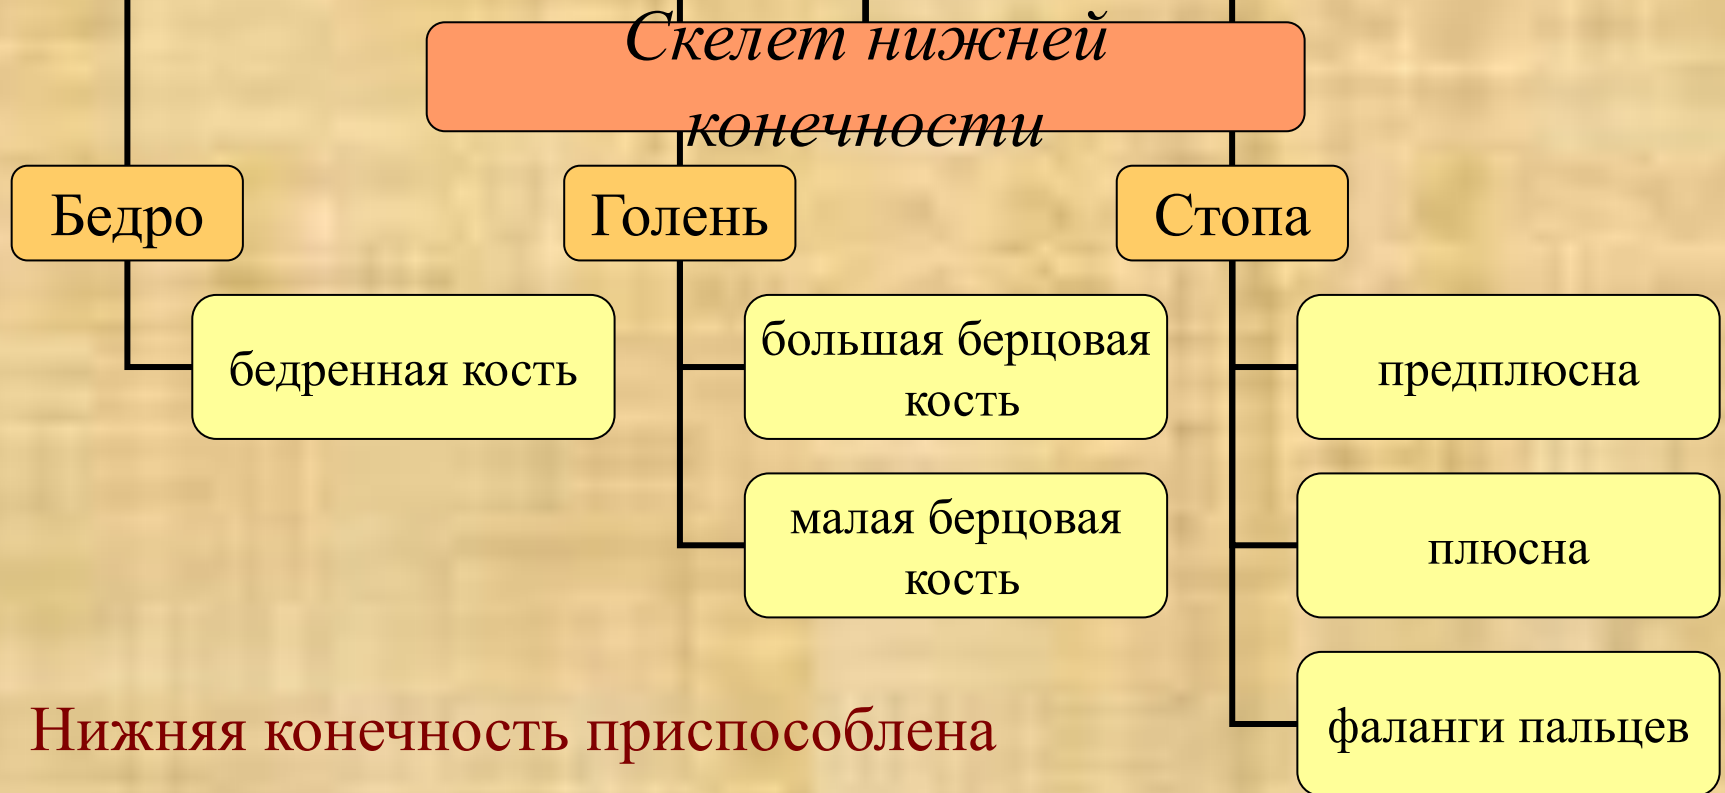 Скелет нижней
конечности
Бедро
Голень
Стопа
бедренная кость
большая берцовая
кость
предплюсна
малая берцовая
кость
плюсна
фаланги пальцев
Нижняя конечность приспособлена